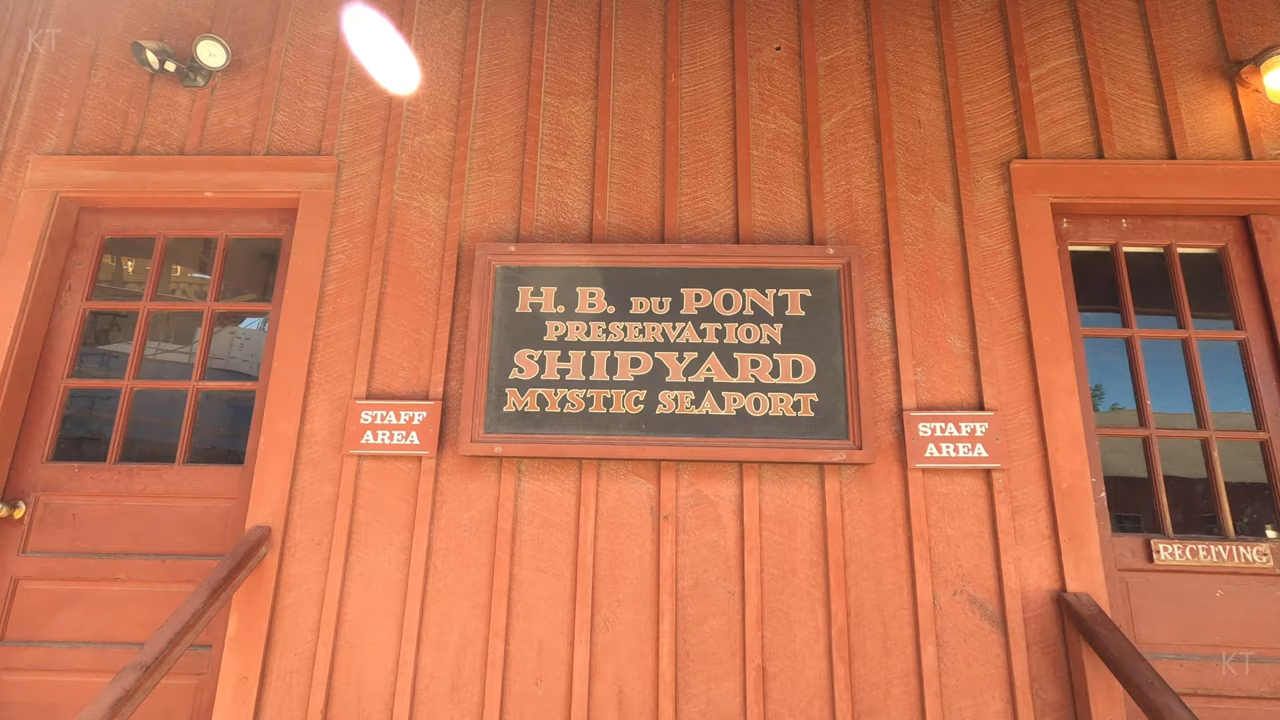 KT
H. B. DU PONT
PRESERVATION
SHIPYARD
MYSTIC SEAPORT
STAFF
AREA
STAFF
AREA
RECEIVING
KT